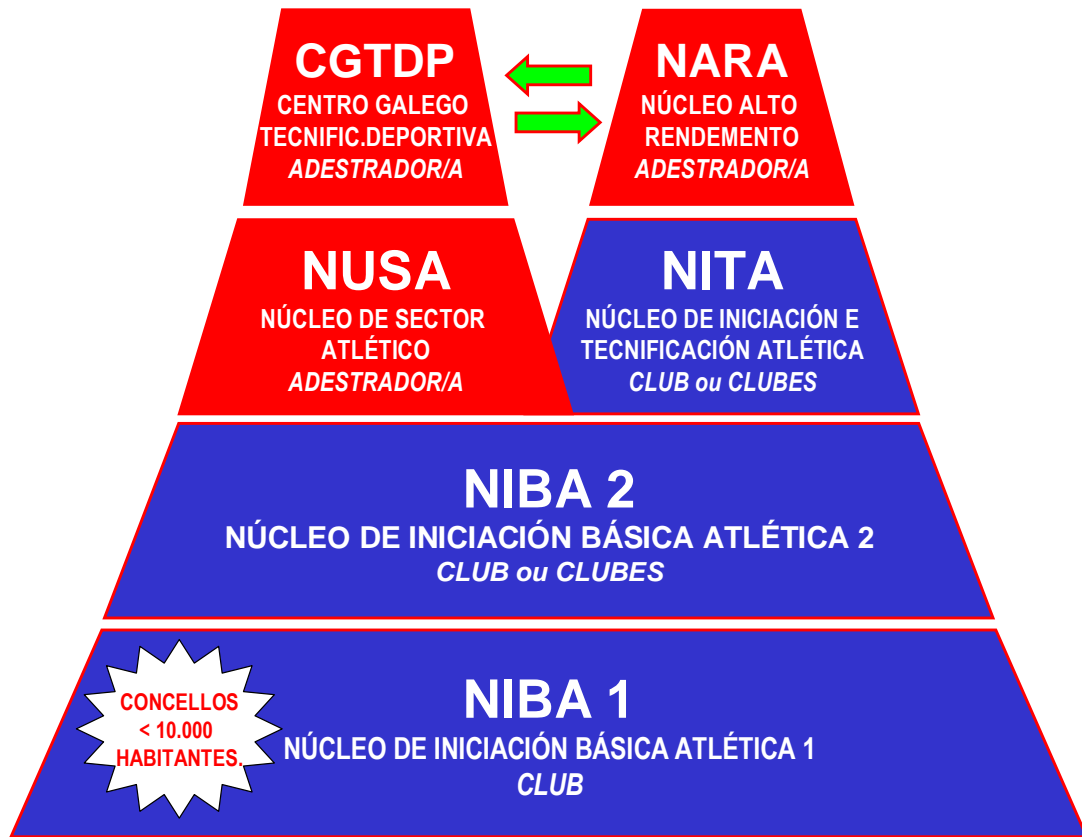 CGTDP
CENTRO GALEGO
TECNIFIC.DEPORTIVA
ADESTRADOR/A
NARA
NÚCLEO ALTO
RENDEMENTO
ADESTRADOR/A
NUSA
NÚCLEO DE SECTOR
ATLÉTICO
ADESTRADOR/A
NITA
NÚCLEO DE INICIACIÓN E
TECNIFICACIÓN ATLÉTICA
CLUB ou CLUBES
NIBA 2
NÚCLEO DE INICIACIÓN BÁSICA ATLÉTICA 2
CLUB ou CLUBES
CONCELLOS
< 10.000
HABITANTES.
NIBA 1
NÚCLEO DE INICIACIÓN BÁSICA ATLÉTICA 1
CLUB